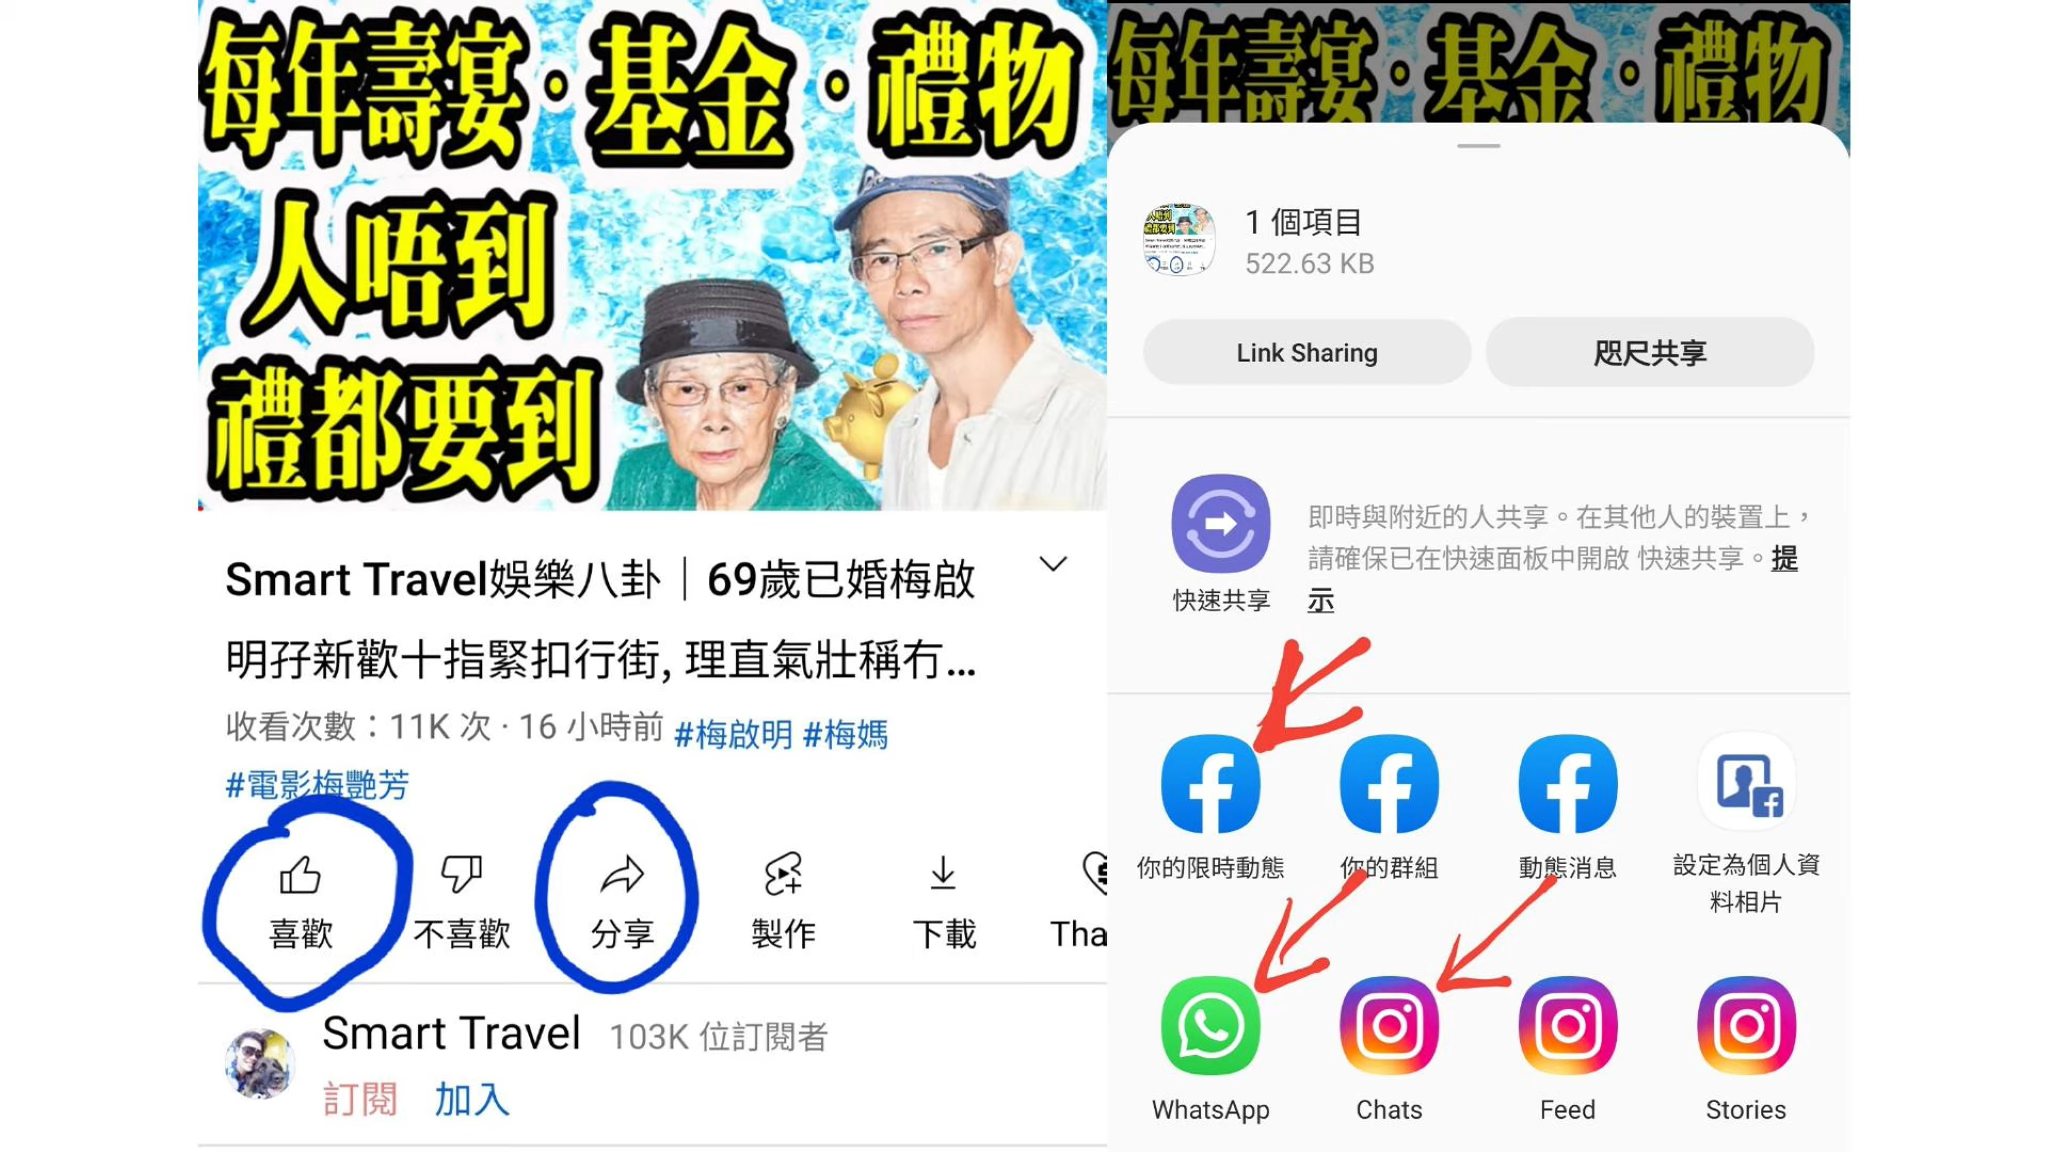 每年壽宴·基金·禮物
人唔到
禮都要到
Smart Travel娛樂八卦｜69歲已婚梅啟
明孖新歡十指緊扣行街, 理直氣壯稱冇...
收看次數：11K 次 · 16 小時前 #梅啟明 #梅媽
#電影梅艷芳
喜歡 不喜歡 分享 製作 下載 Tha
Smart Travel 103K 位訂閱者
訂閱 加入
每年壽宴·基金·禮物
1 個項目
522.63 KB
Link Sharing 咫尺共享
即時與附近的人共享。在其他人的裝置上，
請確保已在快速面板中開啟 快速共享。提
示
快速共享
你的限時動態 你的群組 動態消息 設定為個人資
料相片
WhatsApp Chats Feed Stories